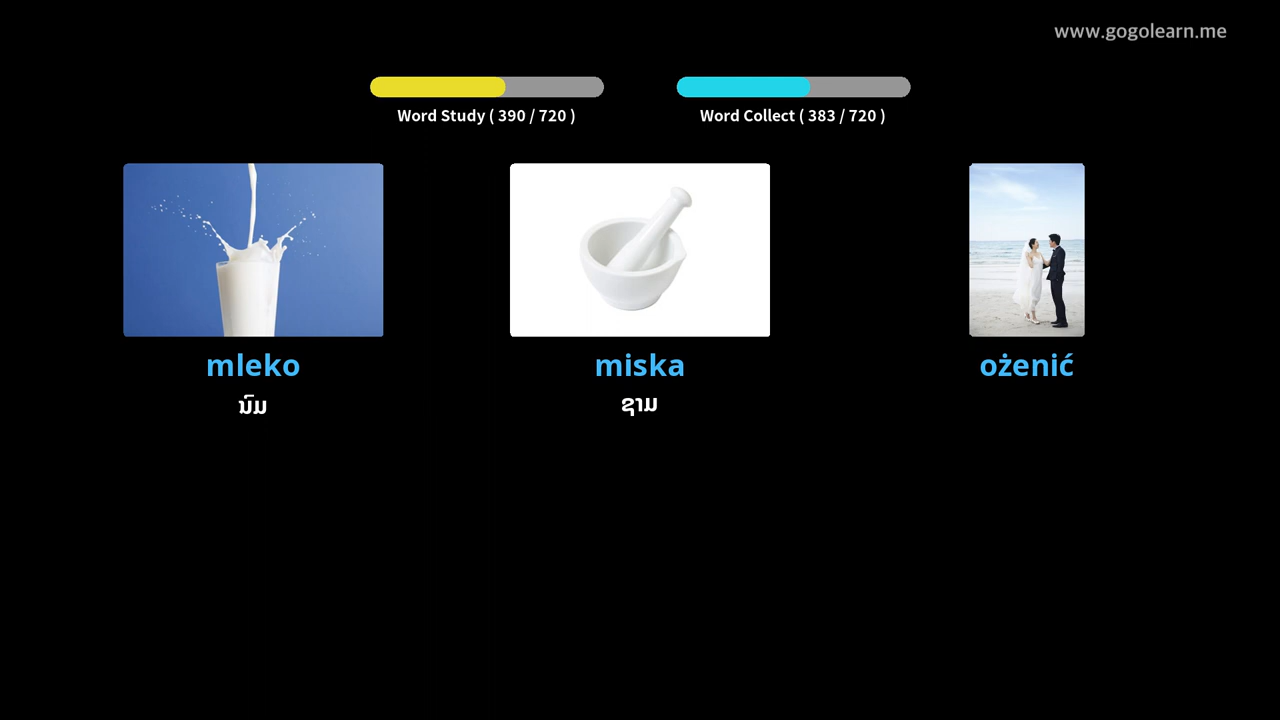 www.gogolearn.me
Word Study ( 390 / 720 )
Word Collect ( 383 / 720 )
mleko
miska
ożenić
ນົມ
ຊາມ